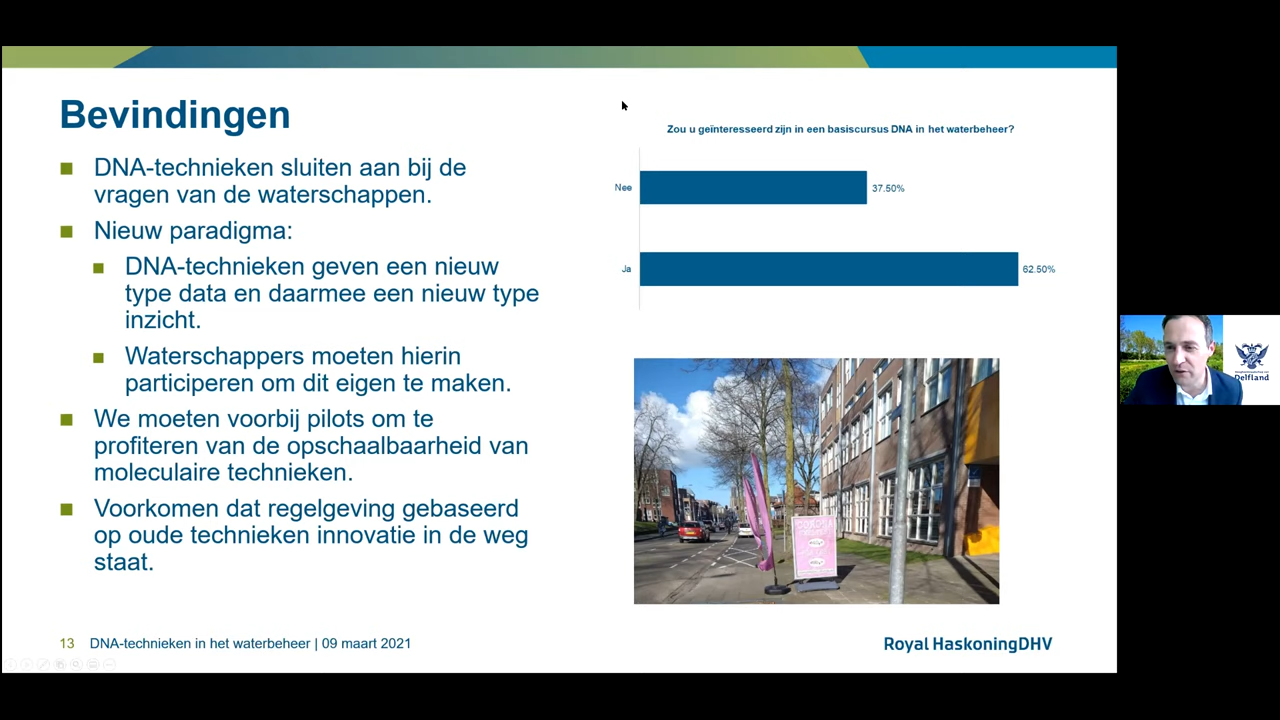 Bevindingen
DNA-technieken sluiten aan bij de
vragen van de waterschappen.
Nieuw paradigma:
DNA-technieken geven een nieuw
type data en daarmee een nieuw type
inzicht.
Waterschappers moeten hierin
participeren om dit eigen te maken.
We moeten voorbij pilots om te
profiteren van de opschaalbaarheid van
moleculaire technieken.
Voorkomen dat regelgeving gebaseerd
op oude technieken innovatie in de weg
staat.
Zou u geïnteresseerd zijn in een basiscursus DNA in het waterbeheer?
Nee
37.50%
Ja
62.50%
CORONA
Delfland
13 DNA-technieken in het waterbeheer | 09 maart 2021
Royal HaskoningDHV